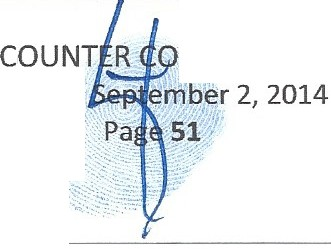 COUNTER CO
September 2, 2014
Page 51